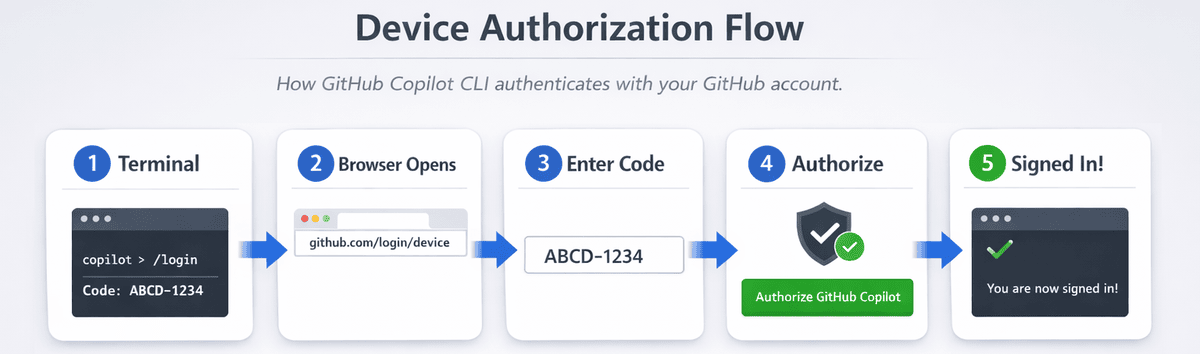 Device Authorization Flow
How GitHub Copilot CLI authenticates with your GitHub account.
1 Terminal
copilot > /login
Code: ABCD-1234
2 Browser Opens
github.com/login/device
3 Enter Code
ABCD-1234
4 Authorize
Authorize GitHub Copilot
5 Signed In!
You are now signed in!